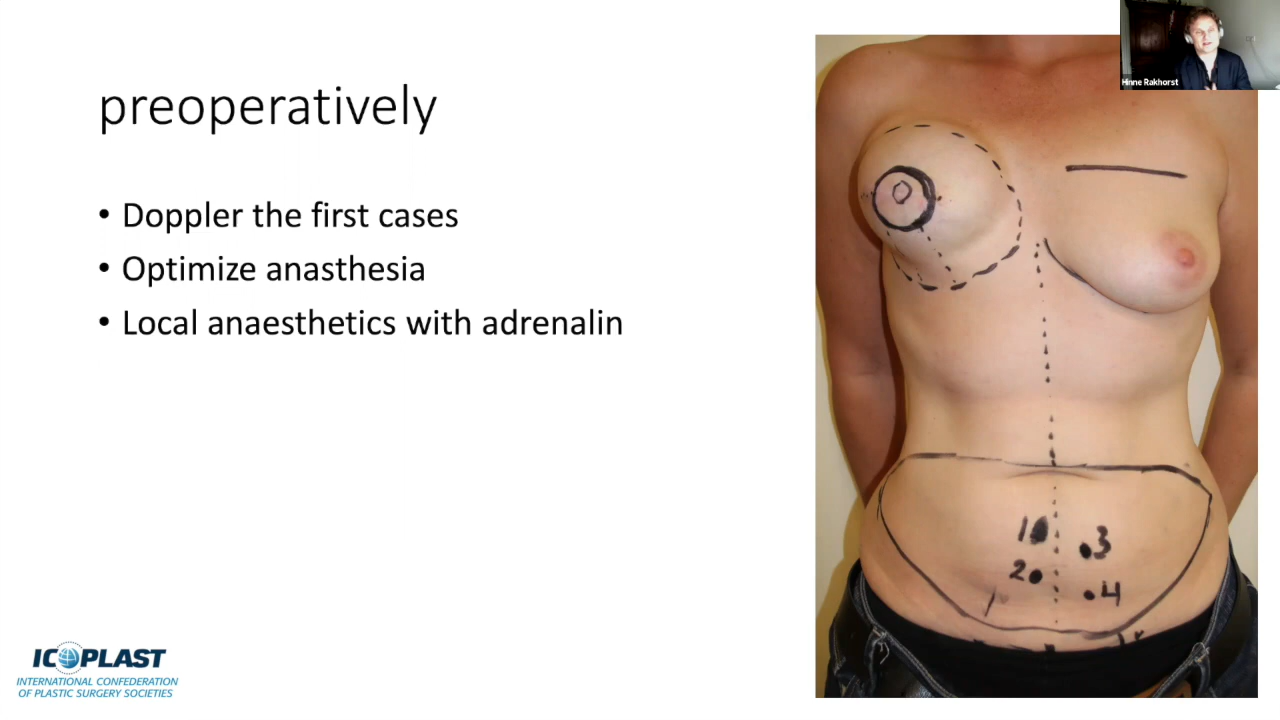 preoperatively
• Doppler the first cases
• Optimize anasthesia
• Local anaesthetics with adrenalin
Hinne Rakhorst
1
3
2
4
ICOPLAST
INTERNATIONAL CONFEDERATION
OF PLASTIC SURGERY SOCIETIES